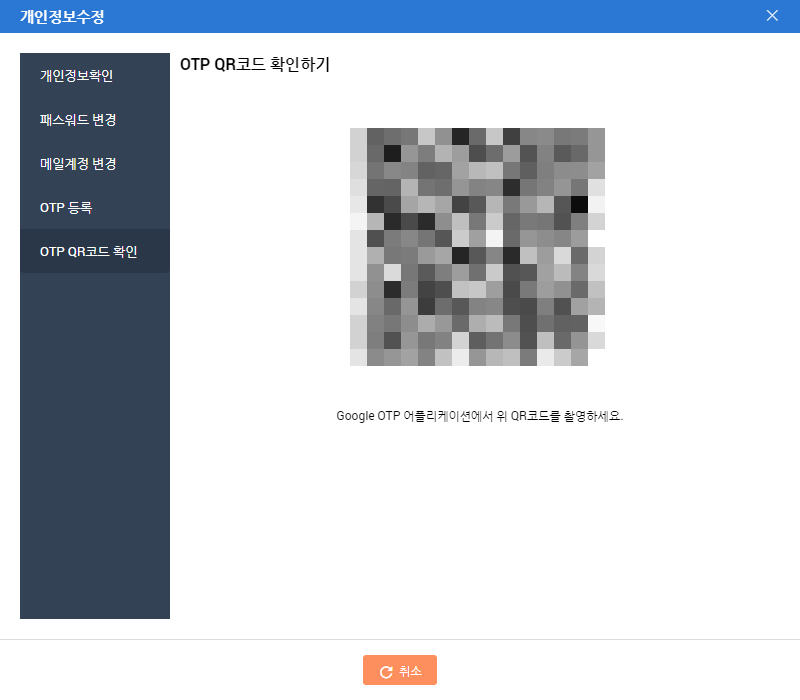 개인정보수정
개인정보확인
패스워드 변경
메일계정 변경
OTP 등록
OTP QR코드 확인
OTP QR코드 확인하기
Google OTP 어플리케이션에서 위 QR코드를 촬영하세요.
취소